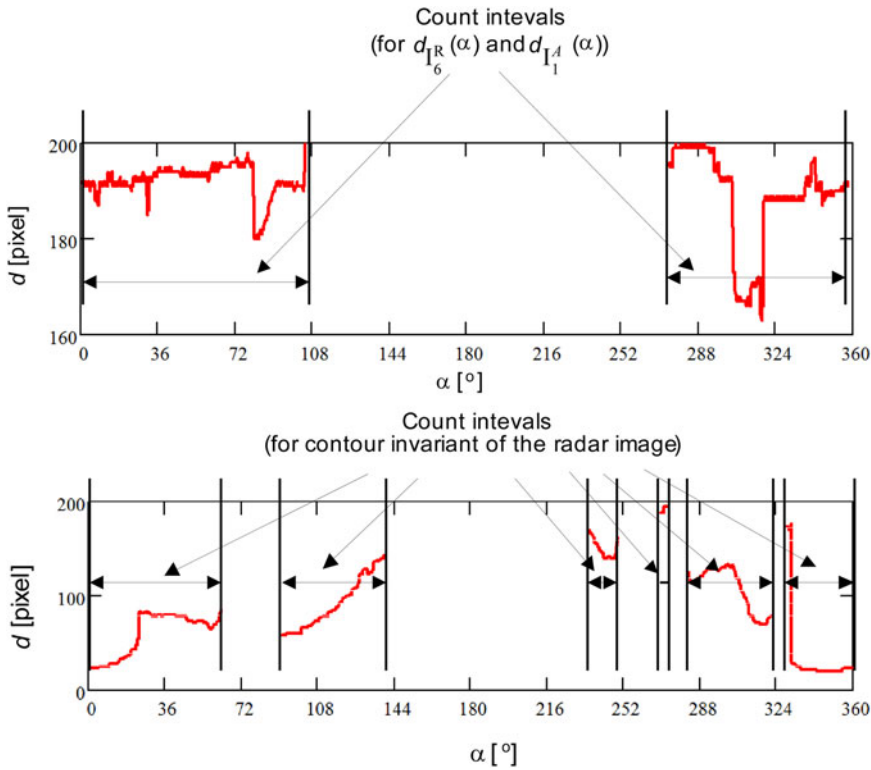 Count intevals
(for d_{I_6^R}(α) and d_{I_1^A}(α))
200
180
160
d [pixel]
0 36 72 108 144 180 216 252 288 324 360
α [°]
Count intevals
(for contour invariant of the radar image)
200
100
0
d [pixel]
0 36 72 108 144 180 216 252 288 324 360
α [°]